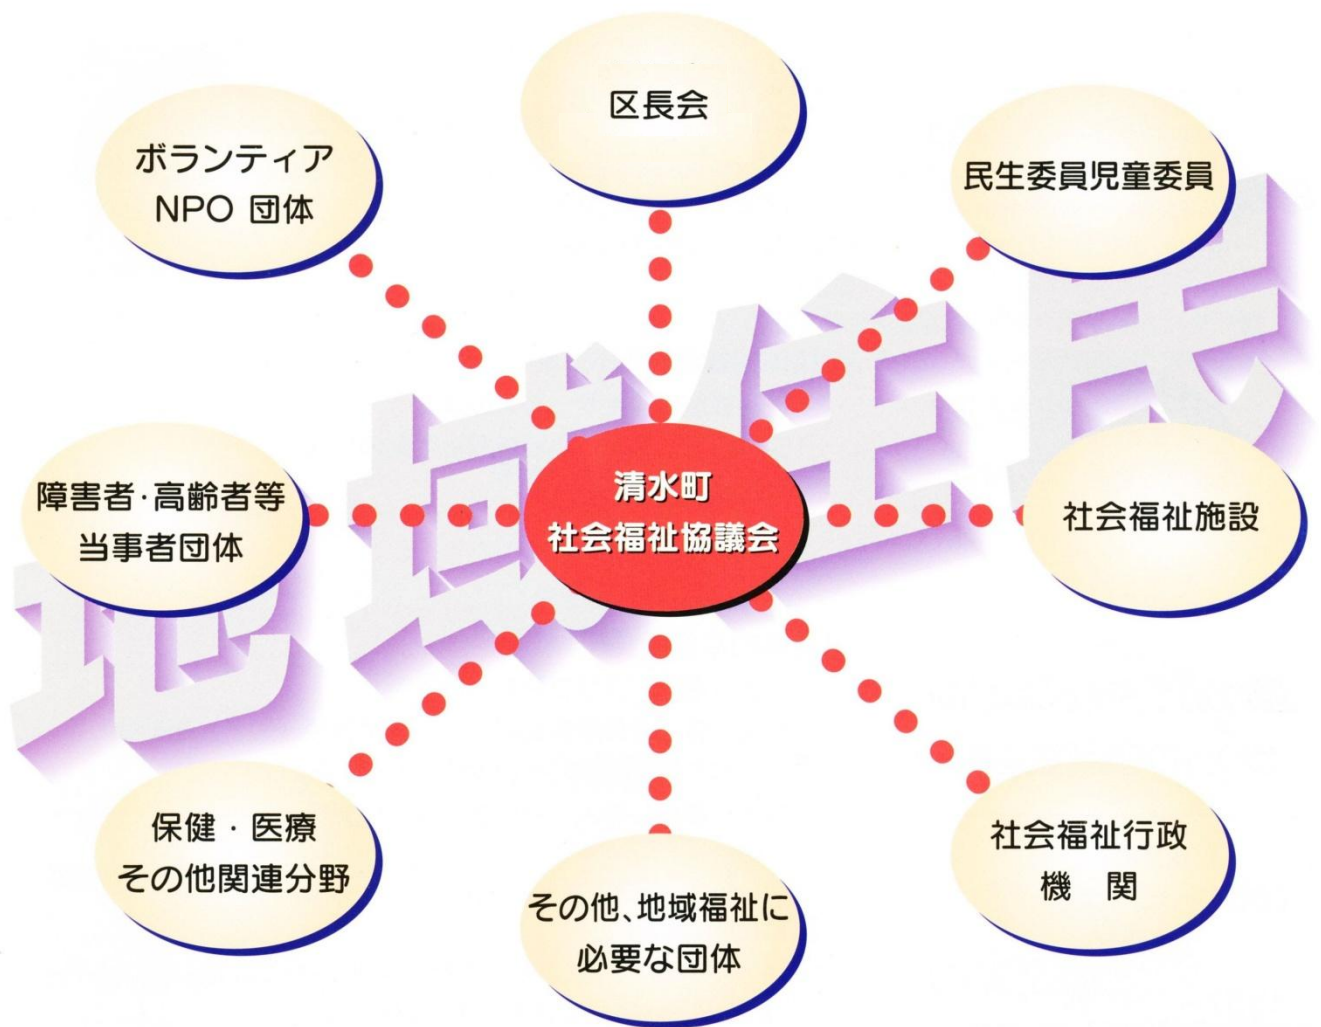 区長会
ボランティア
NPO 団体
民生委員児童委員
地域住民
障害者・高齢者等
当事者団体
清水町
社会福祉協議会
社会福祉施設
保健・医療
その他関連分野
その他、地域福祉に
必要な団体
社会福祉行政
機　関